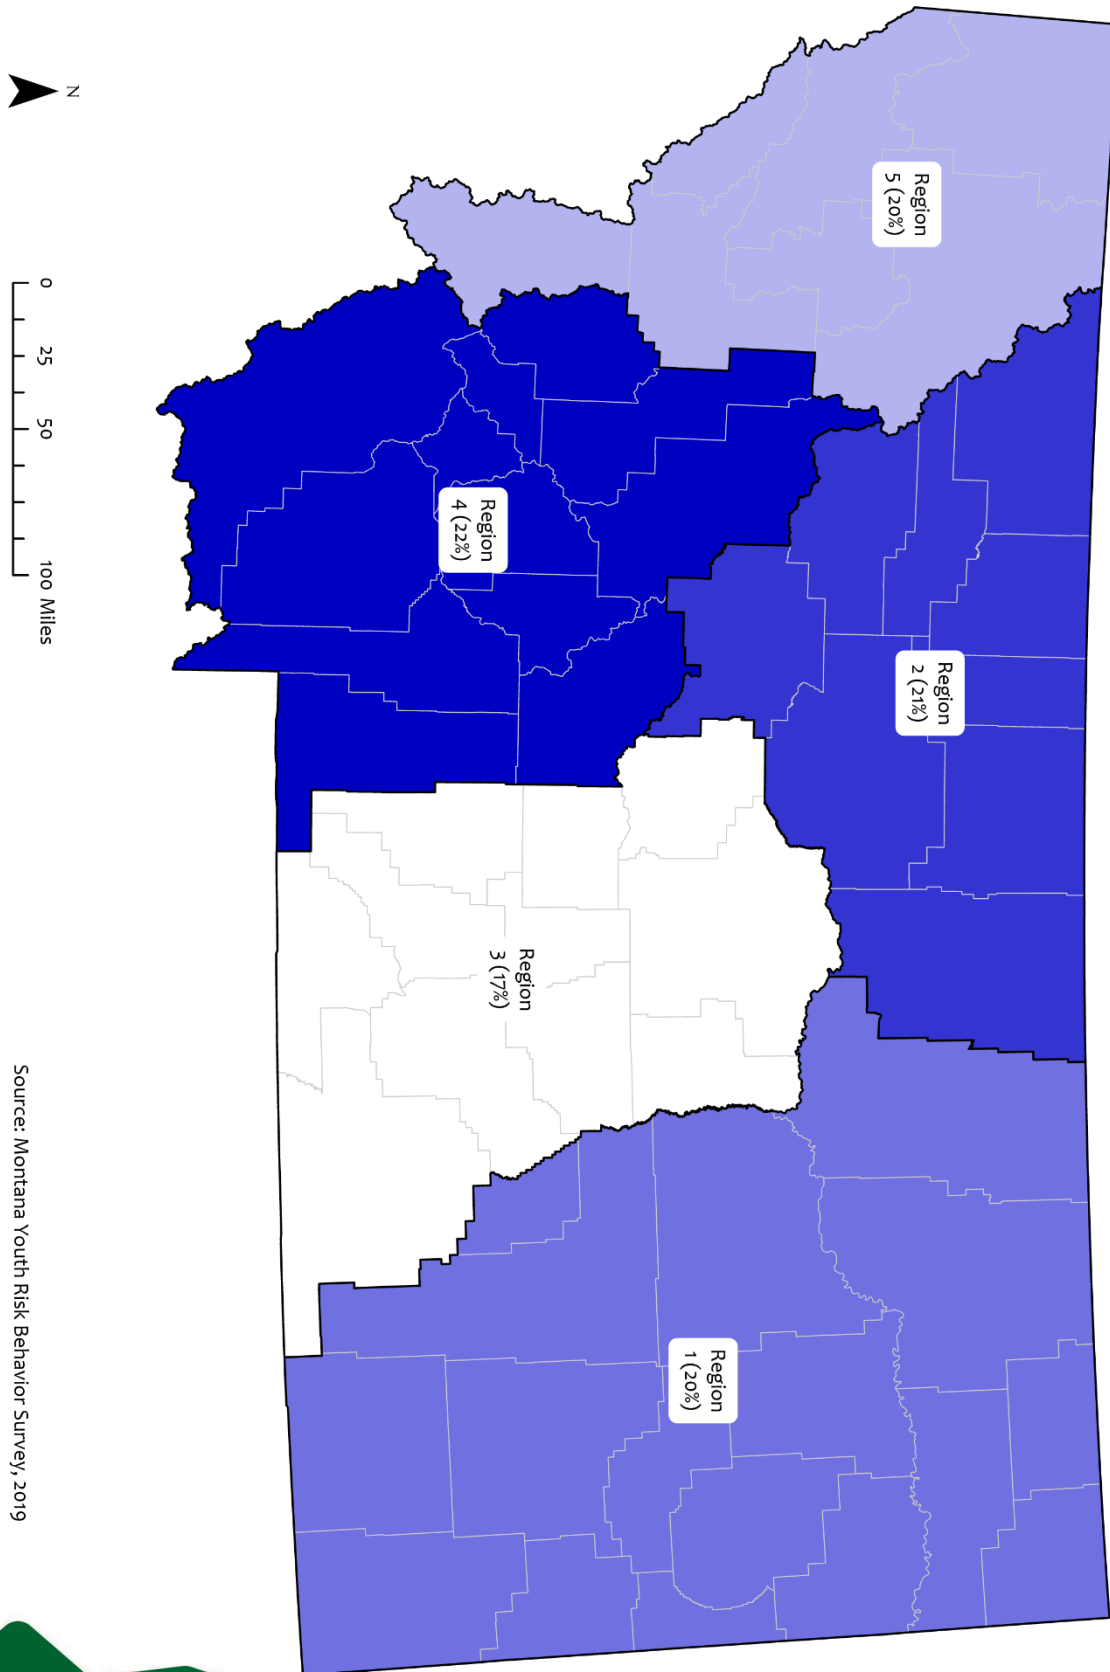 Region
5 (20%)
Region
2 (21%)
Region
4 (22%)
Region
3 (17%)
Region
1 (20%)
N
0 25 50 100 Miles
Source: Montana Youth Risk Behavior Survey, 2019